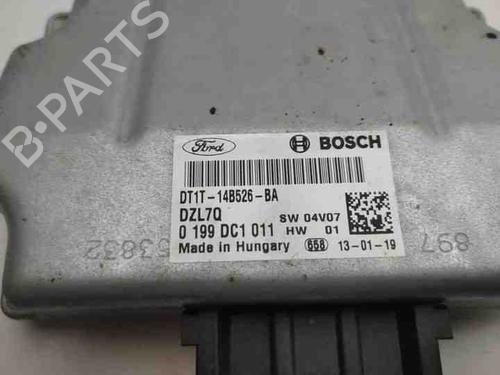 B-PARTS
Ford BOSCH
DT1T-14B526-BA
DZL7Q SW 04V07
0 199 DC1 011 HW 01
Made in Hungary 658 13-01-19
53832 897